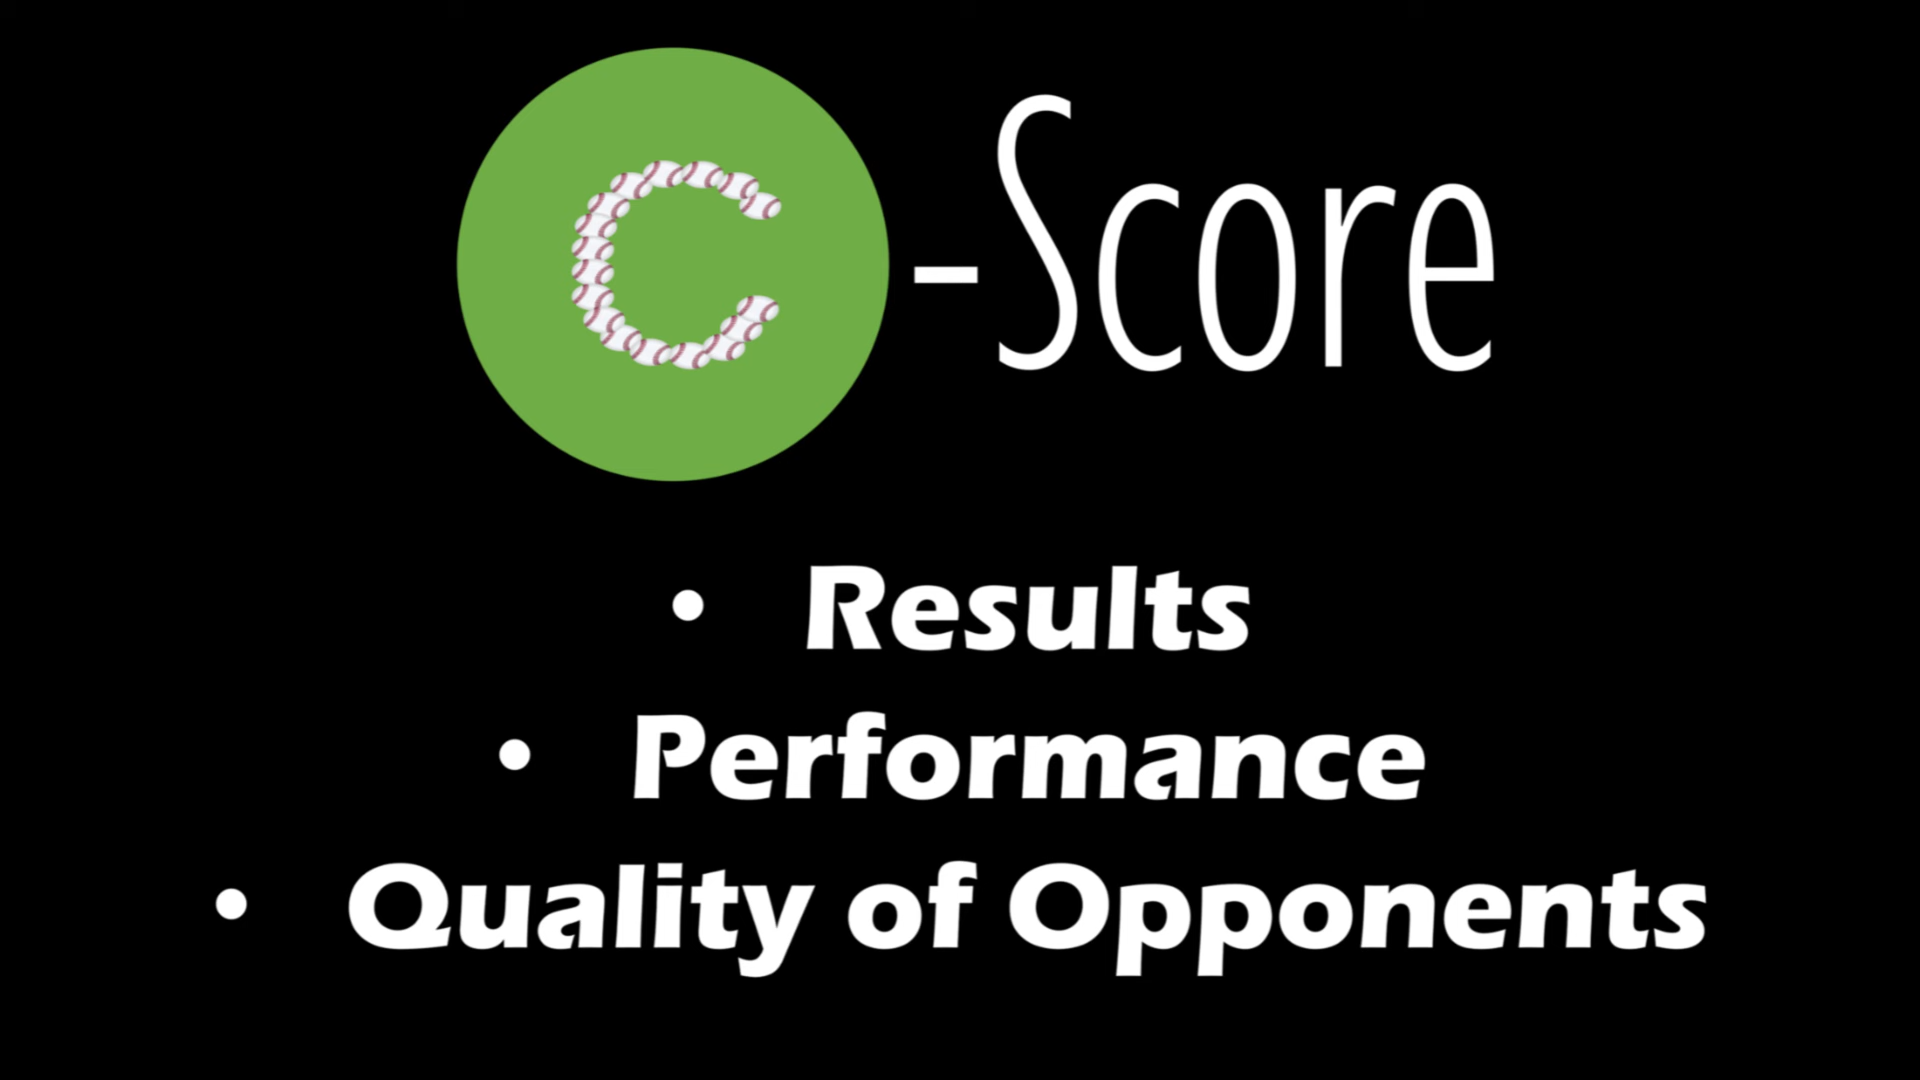 C-Score
• Results
• Performance
• Quality of Opponents